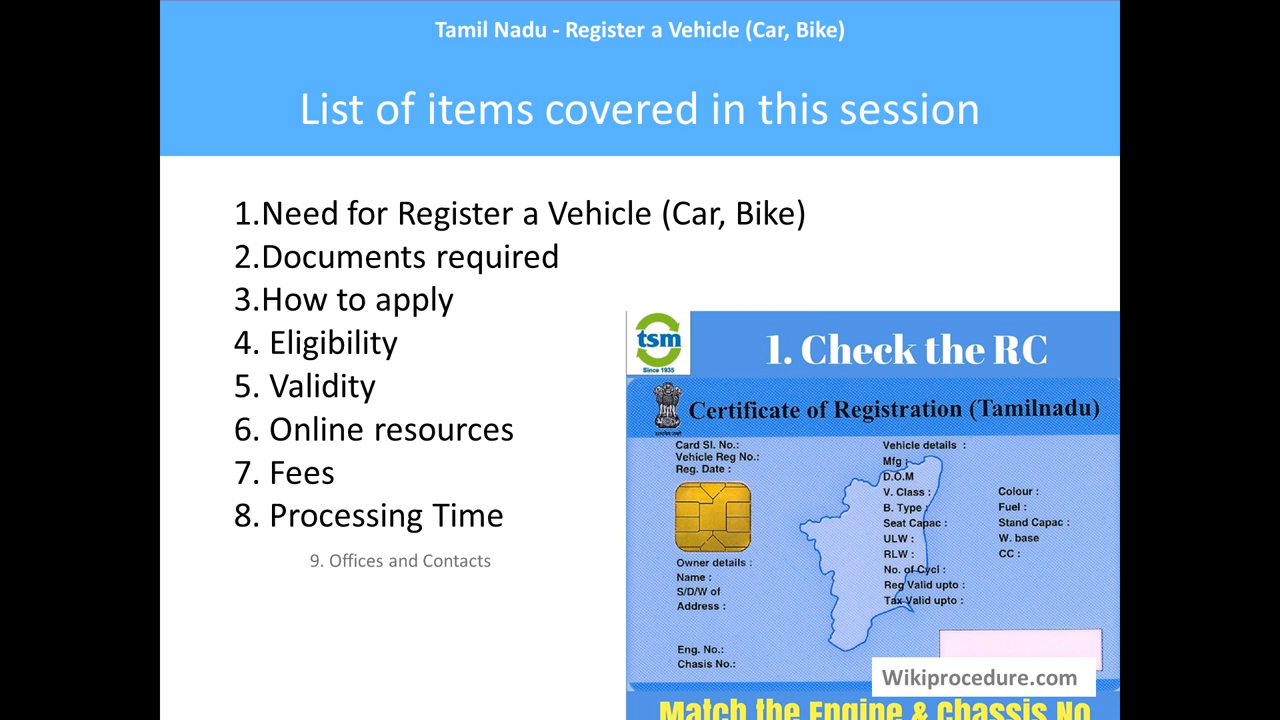 Tamil Nadu - Register a Vehicle (Car, Bike)
List of items covered in this session
1.Need for Register a Vehicle (Car, Bike)
2.Documents required
3.How to apply
4. Eligibility
5. Validity
6. Online resources
7. Fees
8. Processing Time
9. Offices and Contacts
tsm
Since 1935
1. Check the RC
Certificate of Registration (Tamilnadu)
Card Sl. No.:
Vehicle Reg No.:
Reg. Date :
Vehicle details :
Mfg :
D.O.M
V. Class :
B. Type :
Seat Capac :
ULW :
RLW :
No. of Cycl :
Reg Valid upto :
Tax Valid upto :
Colour :
Fuel :
Stand Capac :
W. base
CC :
Owner details :
Name :
S/D/W of
Address :
Eng. No.:
Chasis No.:
Wikiprocedure.com
Match the Engine & Chassis No